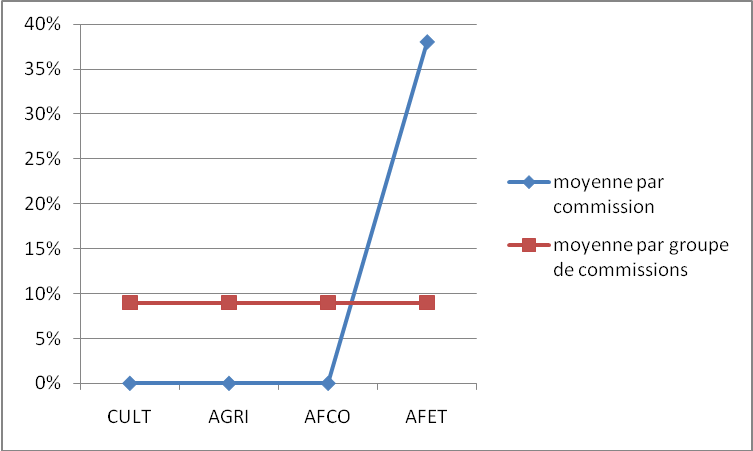 40%
35%
30%
25%
20%
15%
10%
5%
0%
CULT AGRI AFCO AFET
moyenne par
commission
moyenne par groupe
de commissions